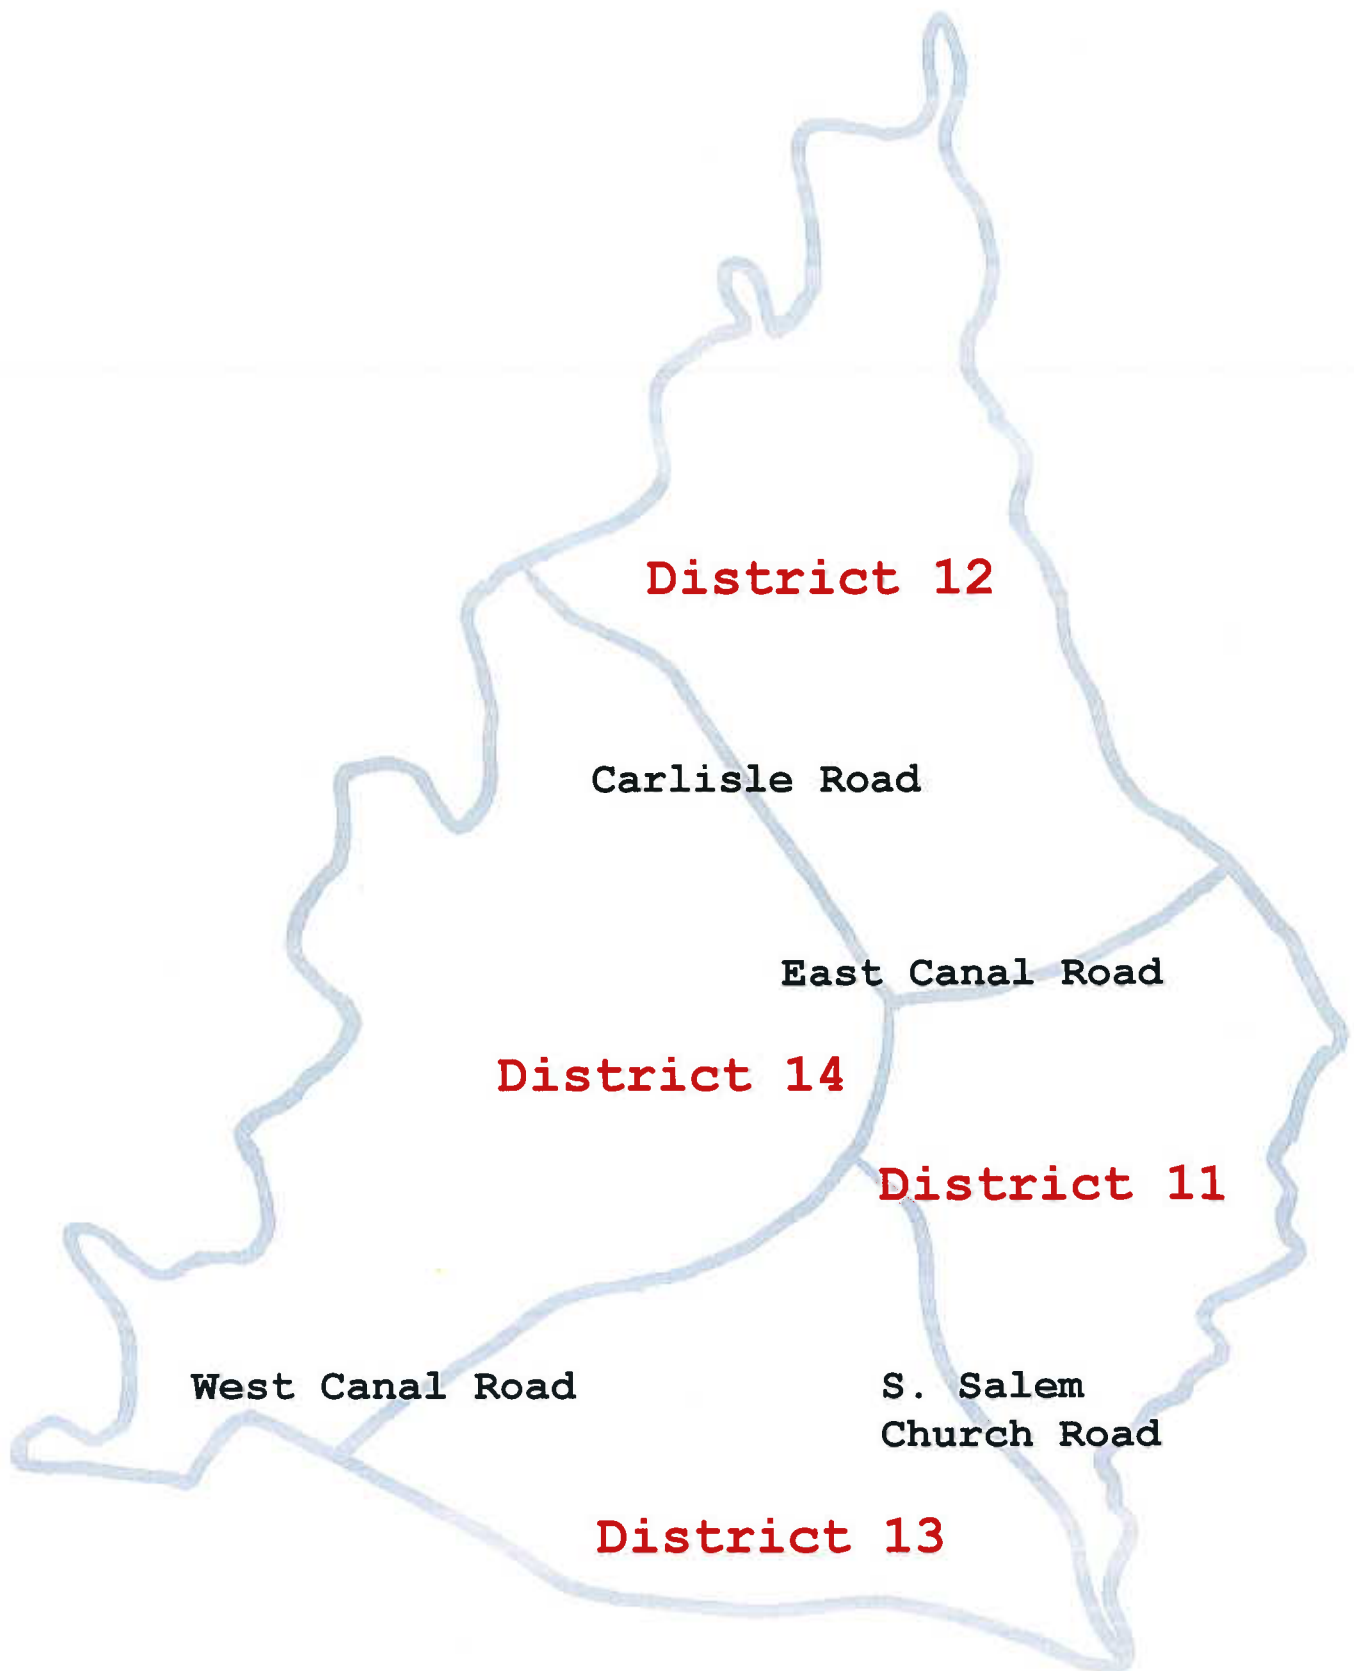 District 12
Carlisle Road
East Canal Road
District 14
District 11
West Canal Road
S. Salem
Church Road
District 13